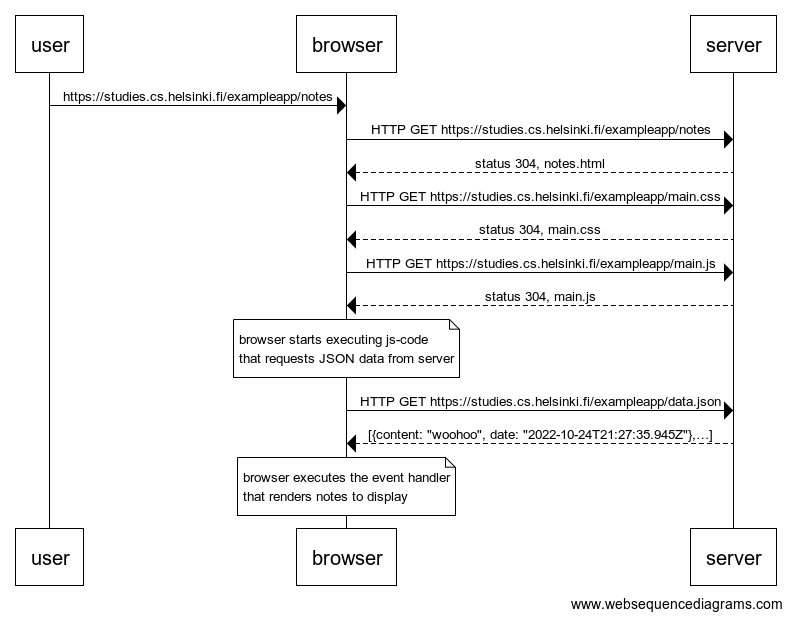 user
browser
server
https://studies.cs.helsinki.fi/exampleapp/notes
HTTP GET https://studies.cs.helsinki.fi/exampleapp/notes
status 304, notes.html
HTTP GET https://studies.cs.helsinki.fi/exampleapp/main.css
status 304, main.css
HTTP GET https://studies.cs.helsinki.fi/exampleapp/main.js
status 304, main.js
browser starts executing js-code
that requests JSON data from server
HTTP GET https://studies.cs.helsinki.fi/exampleapp/data.json
[{content: "woohoo", date: "2022-10-24T21:27:35.945Z"},...]
browser executes the event handler
that renders notes to display
user
browser
server
www.websequencediagrams.com